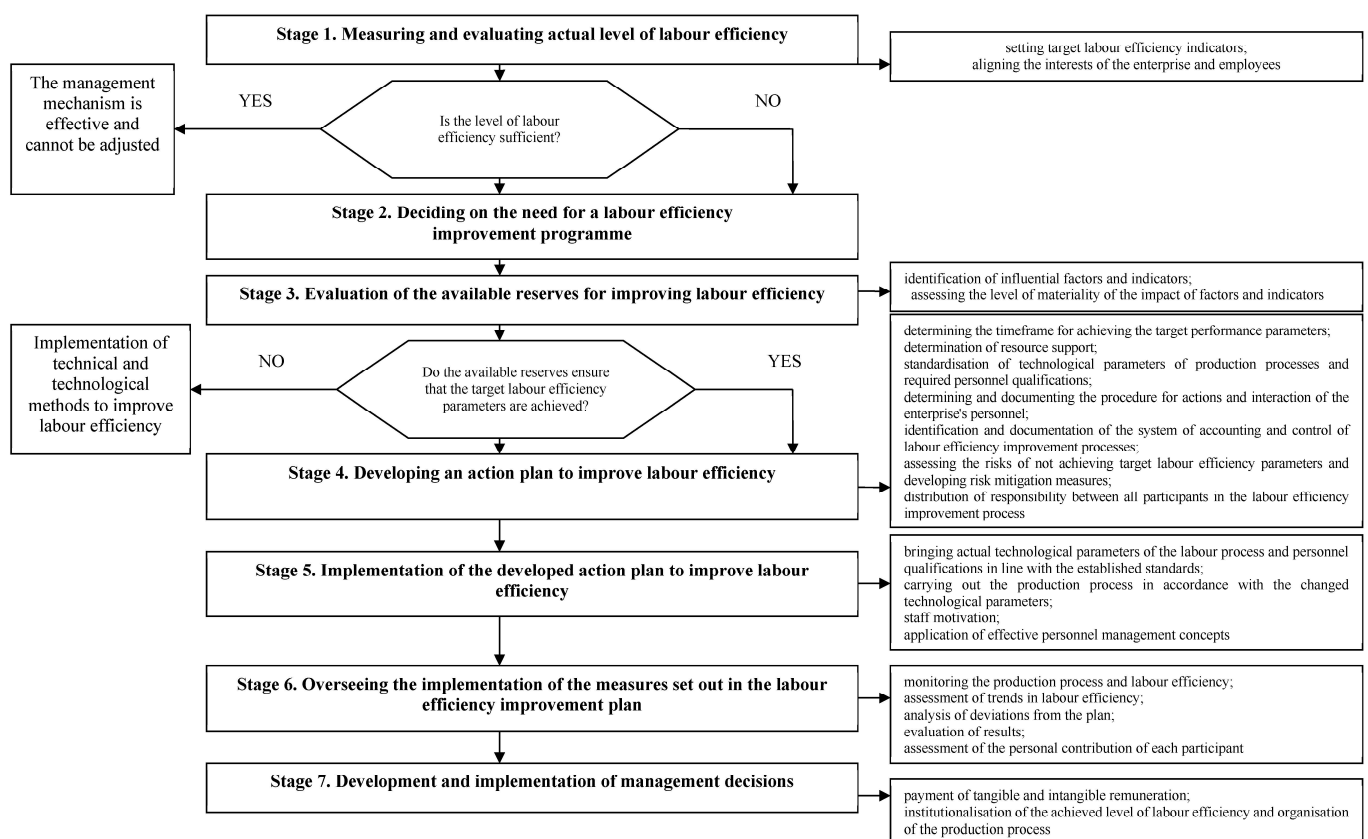 Stage 1. Measuring and evaluating actual level of labour efficiency
setting target labour efficiency indicators,
aligning the interests of the enterprise and employees
The management
mechanism is
effective and
cannot be adjusted
YES
NO
Is the level of labour
efficiency sufficient?
Stage 2. Deciding on the need for a labour efficiency
improvement programme
Stage 3. Evaluation of the available reserves for improving labour efficiency
identification of influential factors and indicators;
assessing the level of materiality of the impact of factors and indicators
Implementation of
technical and
technological
methods to improve
labour efficiency
NO
YES
Do the available reserves ensure
that the target labour efficiency
parameters are achieved?
determining the timeframe for achieving the target performance parameters;
determination of resource support;
standardisation of technological parameters of production processes and
required personnel qualifications;
determining and documenting the procedure for actions and interaction of the
enterprise's personnel;
identification and documentation of the system of accounting and control of
labour efficiency improvement processes;
assessing the risks of not achieving target labour efficiency parameters and
developing risk mitigation measures;
distribution of responsibility between all participants in the labour efficiency
improvement process
Stage 4. Developing an action plan to improve labour efficiency
Stage 5. Implementation of the developed action plan to improve labour
efficiency
bringing actual technological parameters of the labour process and personnel
qualifications in line with the established standards;
carrying out the production process in accordance with the changed
technological parameters;
staff motivation;
application of effective personnel management concepts
Stage 6. Overseeing the implementation of the measures set out in the labour
efficiency improvement plan
monitoring the production process and labour efficiency;
assessment of trends in labour efficiency;
analysis of deviations from the plan;
evaluation of results;
assessment of the personal contribution of each participant
Stage 7. Development and implementation of management decisions
payment of tangible and intangible remuneration;
institutionalisation of the achieved level of labour efficiency and organisation
of the production process